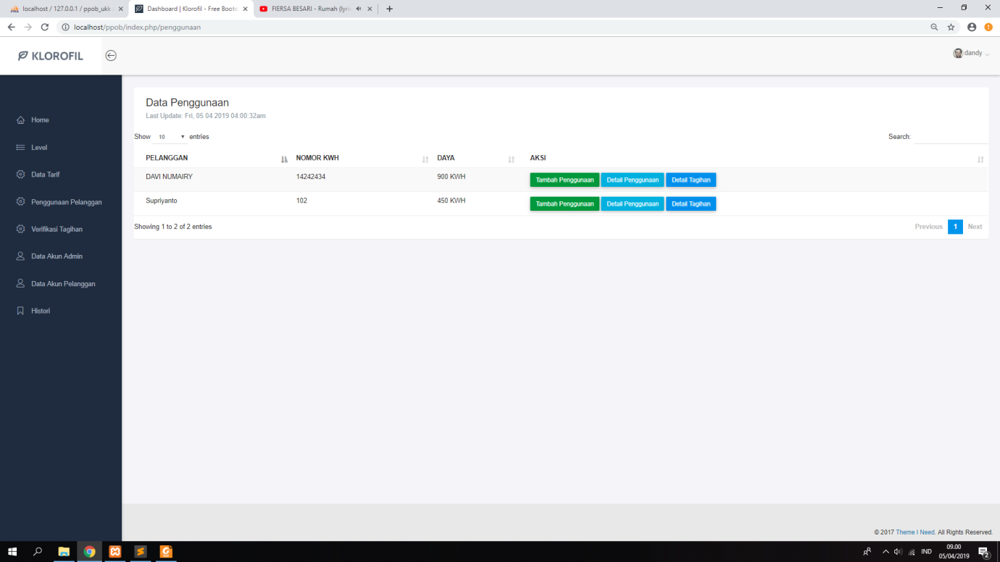 localhost / 127.0.0.1 / ppob_ukk
Dashboard | Klorofil - Free Boots
FIERSA BESARI - Rumah (lyric
localhost/ppob/index.php/penggunaan
KLOROFIL
dandy
Home
Level
Data Tarif
Penggunaan Pelanggan
Verifikasi Tagihan
Data Akun Admin
Data Akun Pelanggan
Histori
Data Penggunaan
Last Update: Fri, 05 04 2019 04:00:32am
Show 10 entries
Search:
PELANGGAN NOMOR KWH DAYA AKSI
DAVI NUMAIRY 14242434 900 KWH Tambah Penggunaan Detail Penggunaan Detail Tagihan
Supriyanto 102 450 KWH Tambah Penggunaan Detail Penggunaan Detail Tagihan
Showing 1 to 2 of 2 entries
Previous 1 Next
© 2017 Theme I Need. All Rights Reserved.
IND
09.00
05/04/2019
2